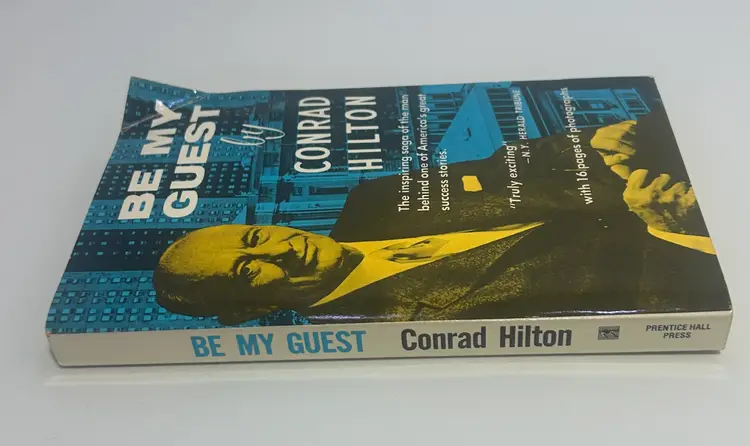 BE MY
GUEST
by
CONRAD
HILTON
The inspiring saga of the man
behind one of America's great
success stories.
"Truly exciting"
—N.Y. HERALD TRIBUNE
with 16 pages of photographs
BE MY GUEST Conrad Hilton
PRENTICE HALL
PRESS